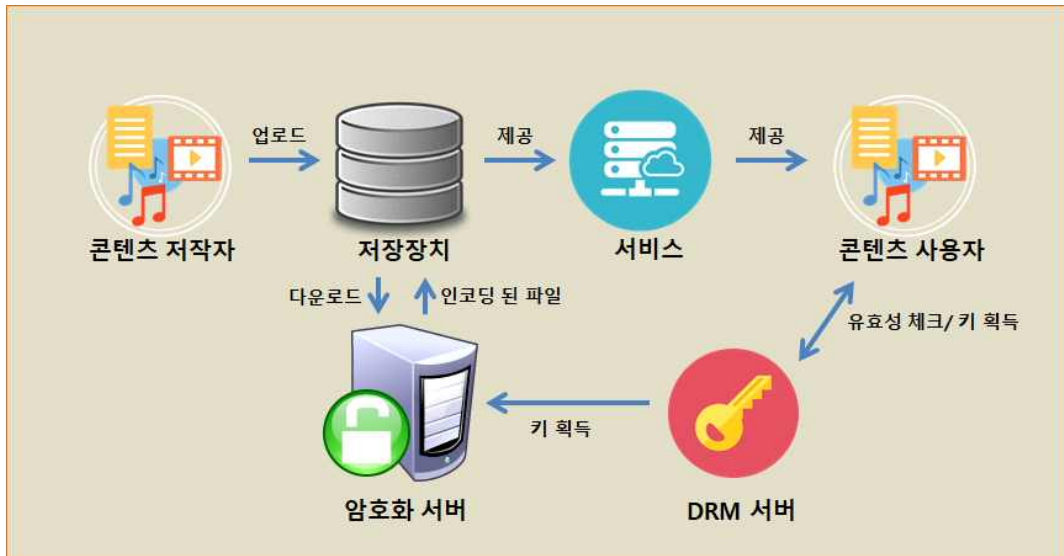 업로드
제공
제공
콘텐츠 저작자
저장장치
서비스
콘텐츠 사용자
다운로드
인코딩 된 파일
유효성 체크/ 키 획득
키 획득
암호화 서버
DRM 서버